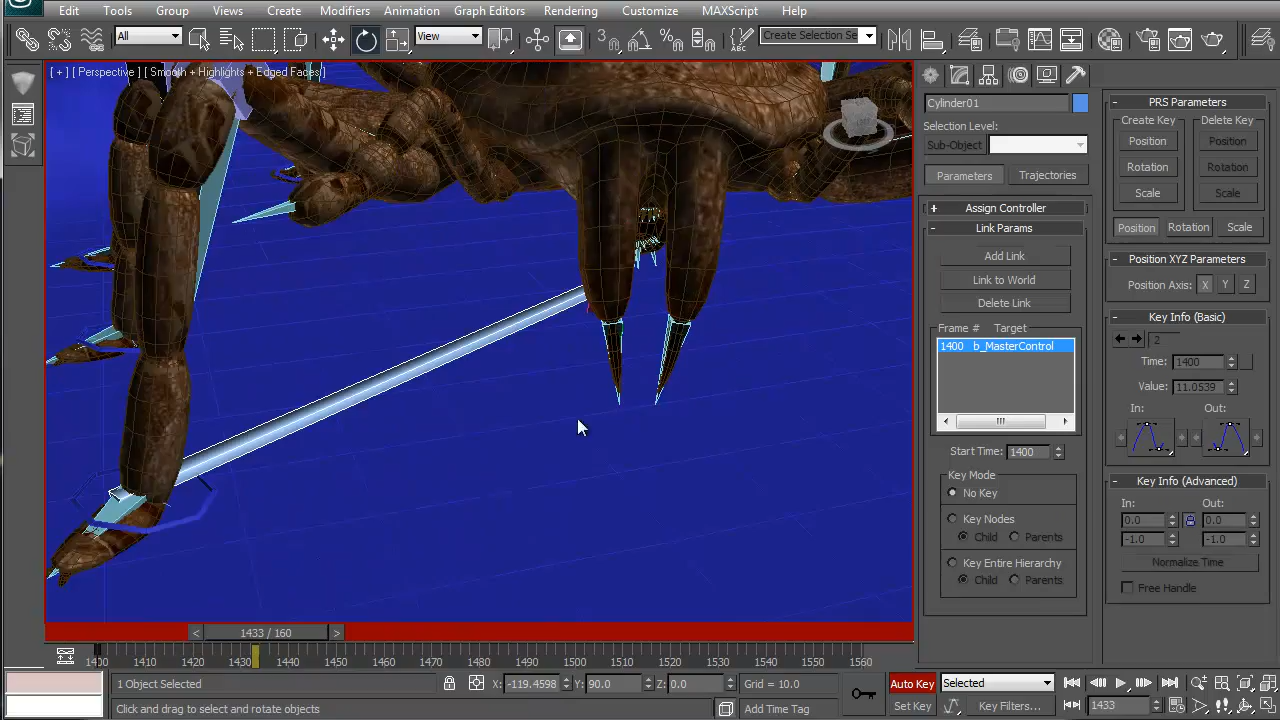 Edit Tools Group Views Create Modifiers Animation Graph Editors Rendering Customize MAXScript Help
All View 3 % Create Selection Se
[ + ] [ Perspective ] [ Smooth + Highlights + Edged Faces ]
Cylinder01
Selection Level:
Sub-Object
Parameters Trajectories
+ Assign Controller
- Link Params
Add Link
Link to World
Delete Link
Frame # Target
1400 b_MasterControl
Start Time: 1400
Key Mode
No Key
Key Nodes
Child Parents
Key Entire Hierarchy
Child Parents
- PRS Parameters
Create Key Delete Key
Position Position
Rotation Rotation
Scale Scale
Position Rotation Scale
- Position XYZ Parameters
Position Axis: X Y Z
- Key Info (Basic)
2
Time: 1400
Value: 11.0539
In: Out:
- Key Info (Advanced)
In: Out:
0.0 0.0
-1.0 -1.0
Normalize Time
Free Handle
< 1433 / 160 >
1400 1410 1420 1430 1440 1450 1460 1470 1480 1490 1500 1510 1520 1530 1540 1550 1560
1 Object Selected X: -119.4598 Y: 90.0 Z: 0.0 Grid = 10.0 Auto Key Selected
Click and drag to select and rotate objects Add Time Tag Set Key Key Filters... 1433